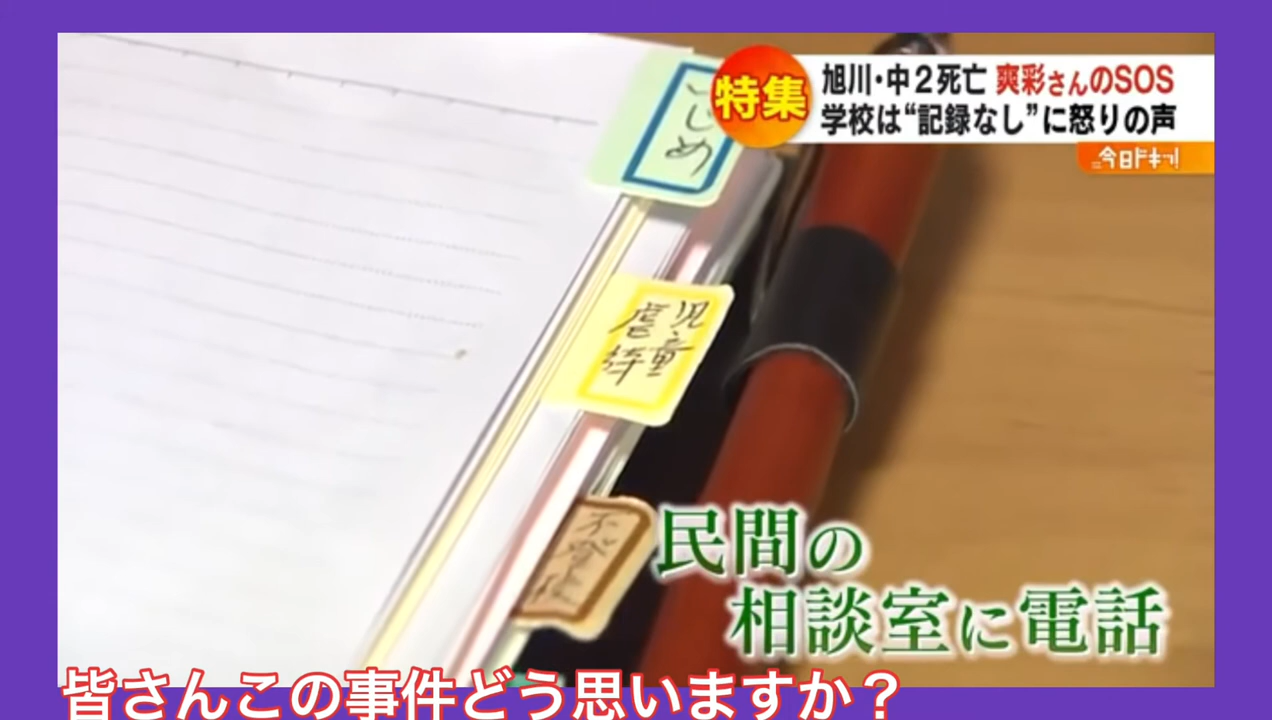 特集
旭川・中2死亡 爽彩さんのSOS
学校は“記録なし”に怒りの声
今日ドキッ!
いじめ
児童
虐待
不登校
民間の
相談室に電話
皆さんこの事件どう思いますか？